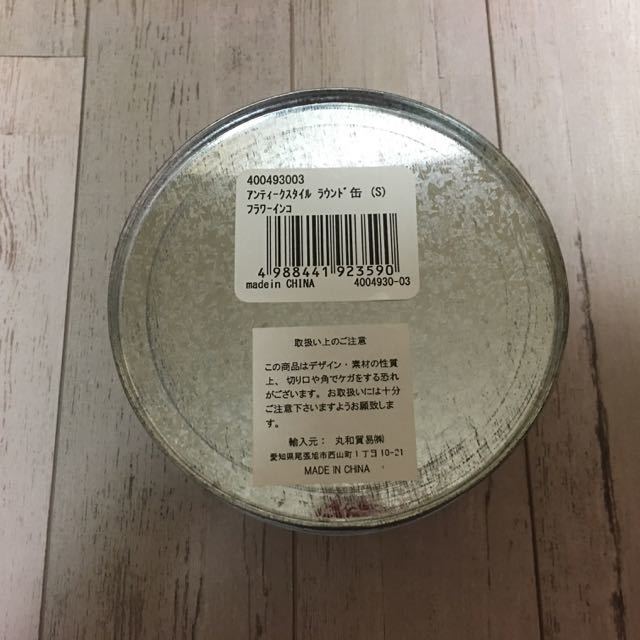 400493003
ｱﾝﾃｨｰｸｽﾀｲﾙ ﾗｳﾝﾄﾞ缶 (S)
ﾌﾗﾜｰｲﾝｺ
4 988441 923590
madein CHINA 4004930-03
取扱い上のご注意
この商品はデザイン・素材の性質
上、切り口や角でケガをする恐れ
がございます。お取扱いには十分
ご注意下さいますようお願致しま
す。
輸入元： 丸和貿易㈱
愛知県尾張旭市西山町１丁目10-21
MADE IN CHINA